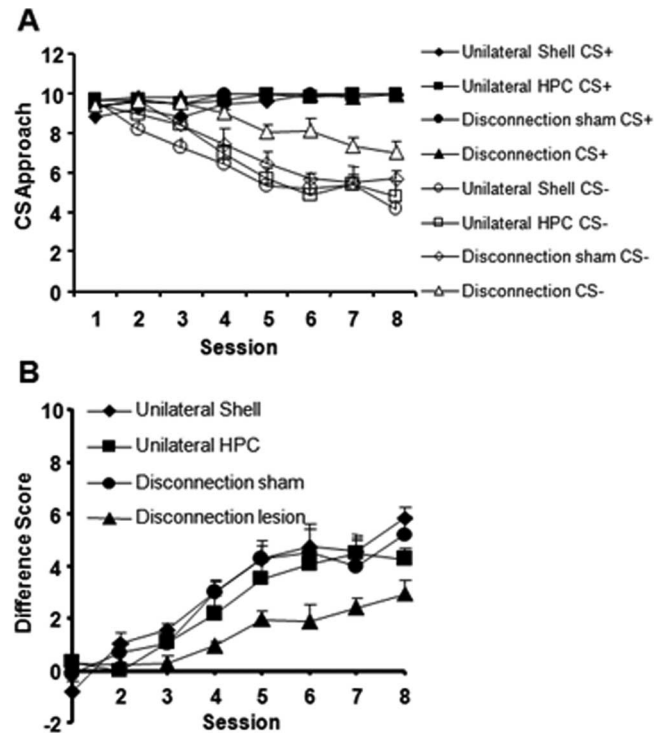 A
12
10
8
6
4
2
0
CS Approach
1 2 3 4 5 6 7 8
Session
Unilateral Shell CS+
Unilateral HPC CS+
Disconnection sham CS+
Disconnection CS+
Unilateral Shell CS-
Unilateral HPC CS-
Disconnection sham CS-
Disconnection CS-
B
10
8
6
4
2
0
-2
Difference Score
Unilateral Shell
Unilateral HPC
Disconnection sham
Disconnection lesion
2 3 4 5 6 7 8
Session